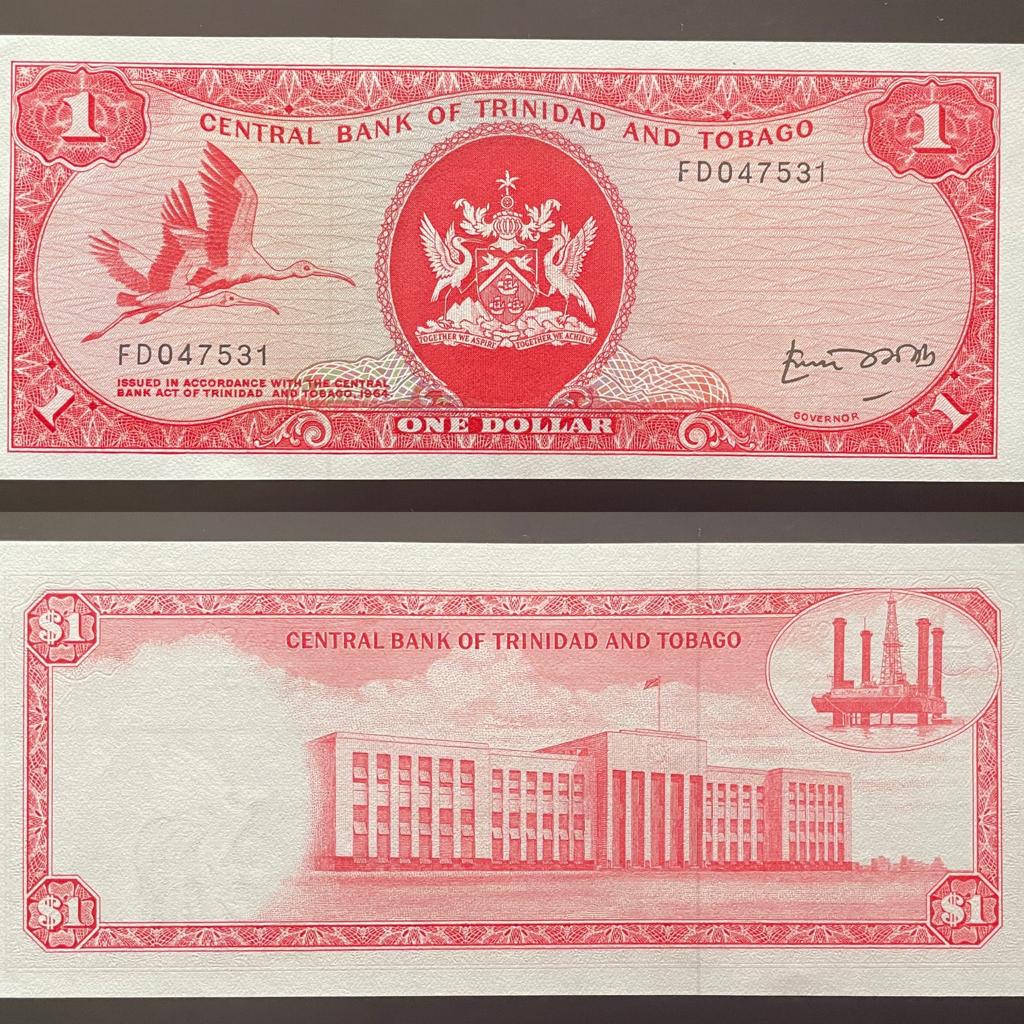 1
1
CENTRAL BANK OF TRINIDAD AND TOBAGO
FD047531
TOGETHER WE ASPIRE TOGETHER WE ACHIEVE
FD047531
ISSUED IN ACCORDANCE WITH THE CENTRAL
BANK ACT OF TRINIDAD AND TOBAGO, 1964
GOVERNOR
1
ONE DOLLAR
1
$1
CENTRAL BANK OF TRINIDAD AND TOBAGO
$1
$1